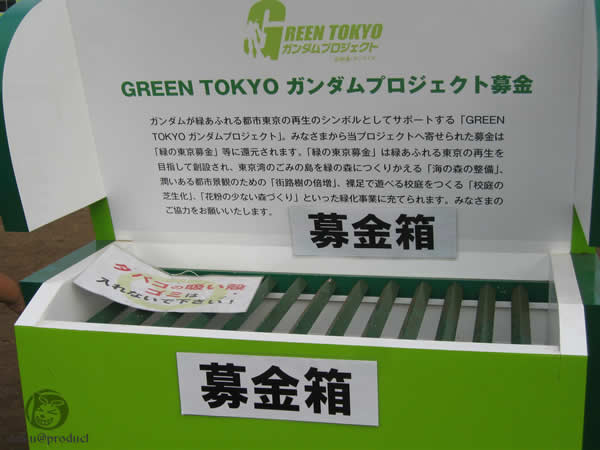 GREEN TOKYO
ガンダムプロジェクト
GREEN TOKYO ガンダムプロジェクト募金
ガンダムが緑あふれる都市東京の再生のシンボルとしてサポートする「GREEN
TOKYO ガンダムプロジェクト」。みなさまから当プロジェクトへ寄せられた募金は
「緑の東京募金」等に還元されます。「緑の東京募金」は緑あふれる東京の再生を
目指して創設され、東京湾のごみの島を緑の森につくりかえる「海の森の整備」、
潤いある都市景観のための「街路樹の倍増」、裸足で遊べる校庭をつくる「校庭の
芝生化」、「花粉の少ない森づくり」といった緑化事業に充てられます。みなさまの
ご協力をお願いいたします。
募金箱
タバコの吸い殻
ゴミは
入れないで下さい!
募金箱